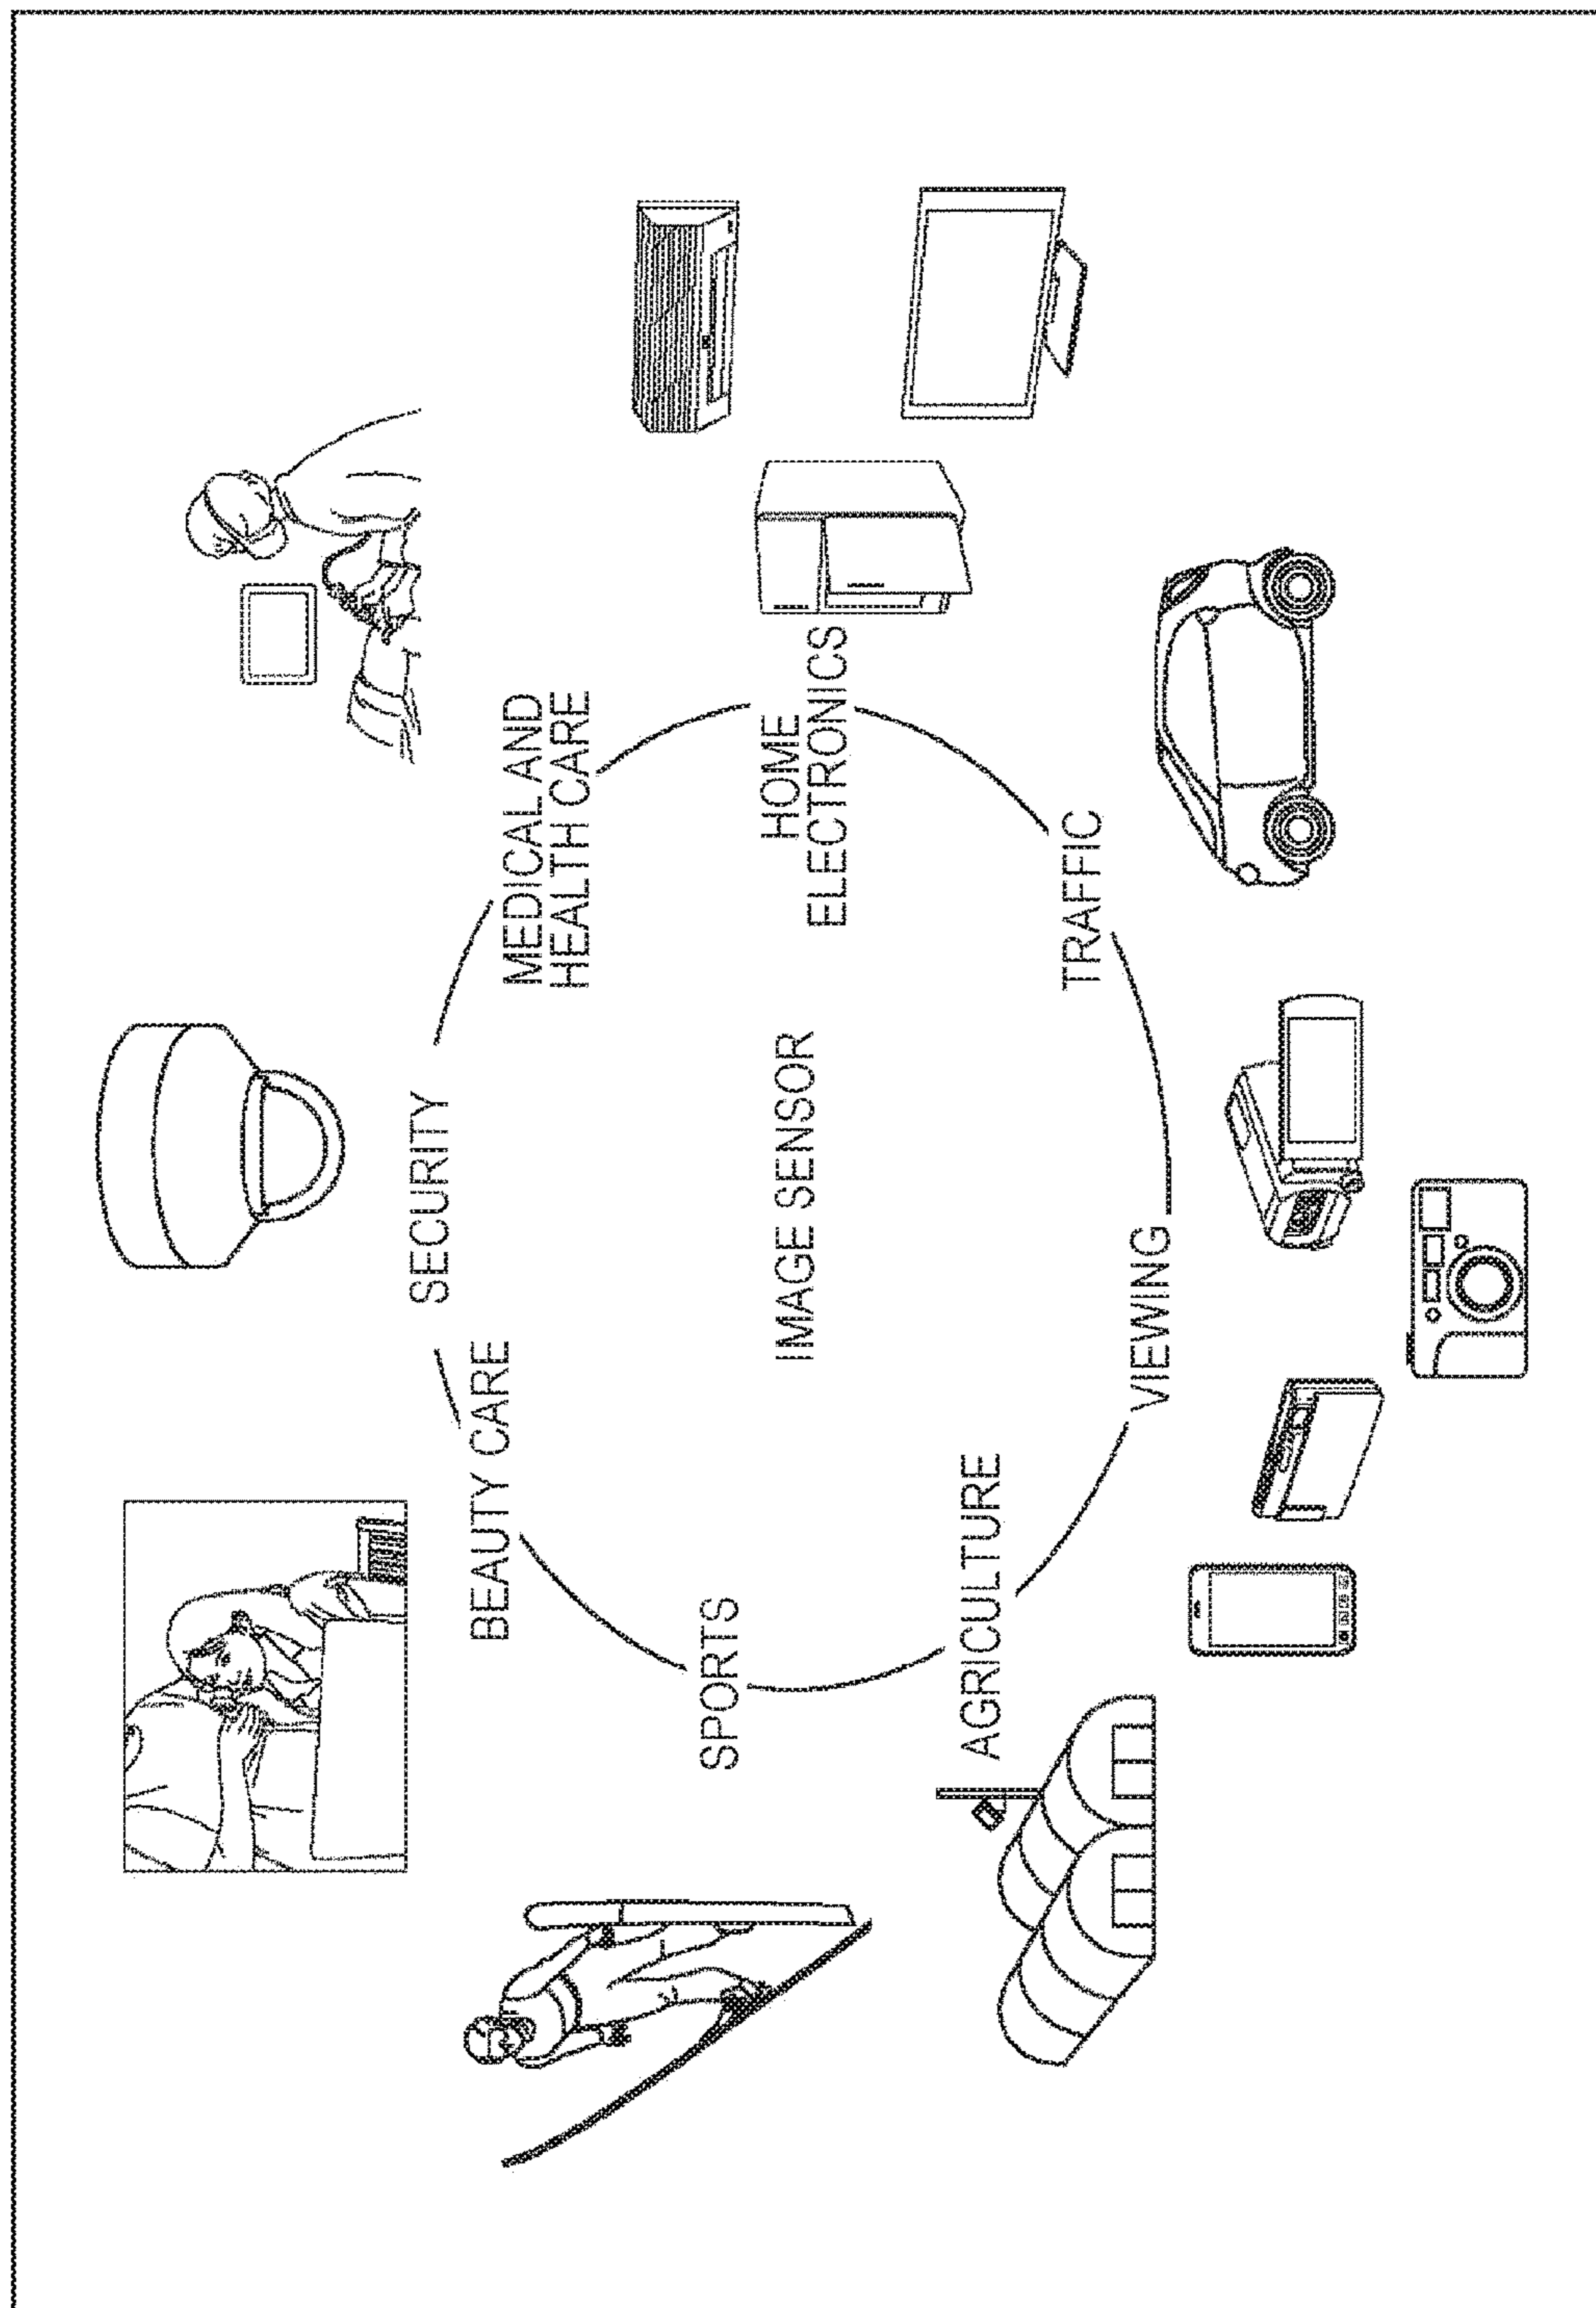 SECURITY
BEAUTY CARE
MEDICAL AND
HEALTH CARE
SPORTS
IMAGE SENSOR
HOME
ELECTRONICS
AGRICULTURE
TRAFFIC
VIEWING